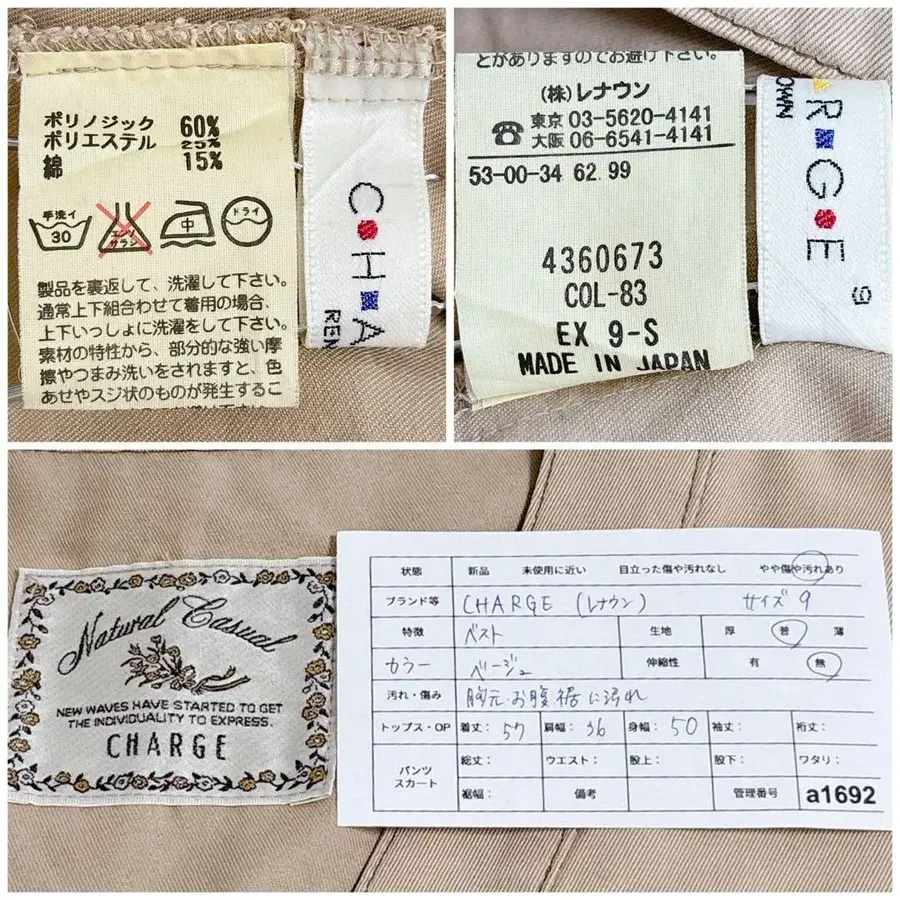 ポリノジック 60%
ポリエステル 25%
綿 15%
手洗イ
30
エンソ
サラシ
中
ドライ
製品を裏返して、洗濯して下さい。
通常上下組合わせて着用の場合、
上下いっしょに洗濯をして下さい。
素材の特性から、部分的な強い摩
擦やつまみ洗いをされますと、色
あせやスジ状のものが発生するこ
C・H・A
REN
とがありますのでお避け下さい。
(株)レナウン
東京 03-5620-4141
大阪 06-6541-4141
53-00-34 62.99
4360673
COL-83
EX 9-S
MADE IN JAPAN
R・G・E
OWN
9
Natural Casual
NEW WAVES HAVE STARTED TO GET
THE INDIVIDUALITY TO EXPRESS.
CHARGE
状態 新品 未使用に近い 目立った傷や汚れなし やや傷や汚れあり
ブランド等 CHARGE (レナウン) サイズ 9
特徴 ベスト 生地 厚 普 薄
カラー ベージュ 伸縮性 有 無
汚れ・傷み 胸元・お腹・裾に汚れ
トップス・OP 着丈: 57 肩幅: 36 身幅: 50 袖丈: 裄丈:
パンツ
スカート
総丈: ウエスト: 股上: 股下: ワタリ:
裾幅: 備考 管理番号 a1692